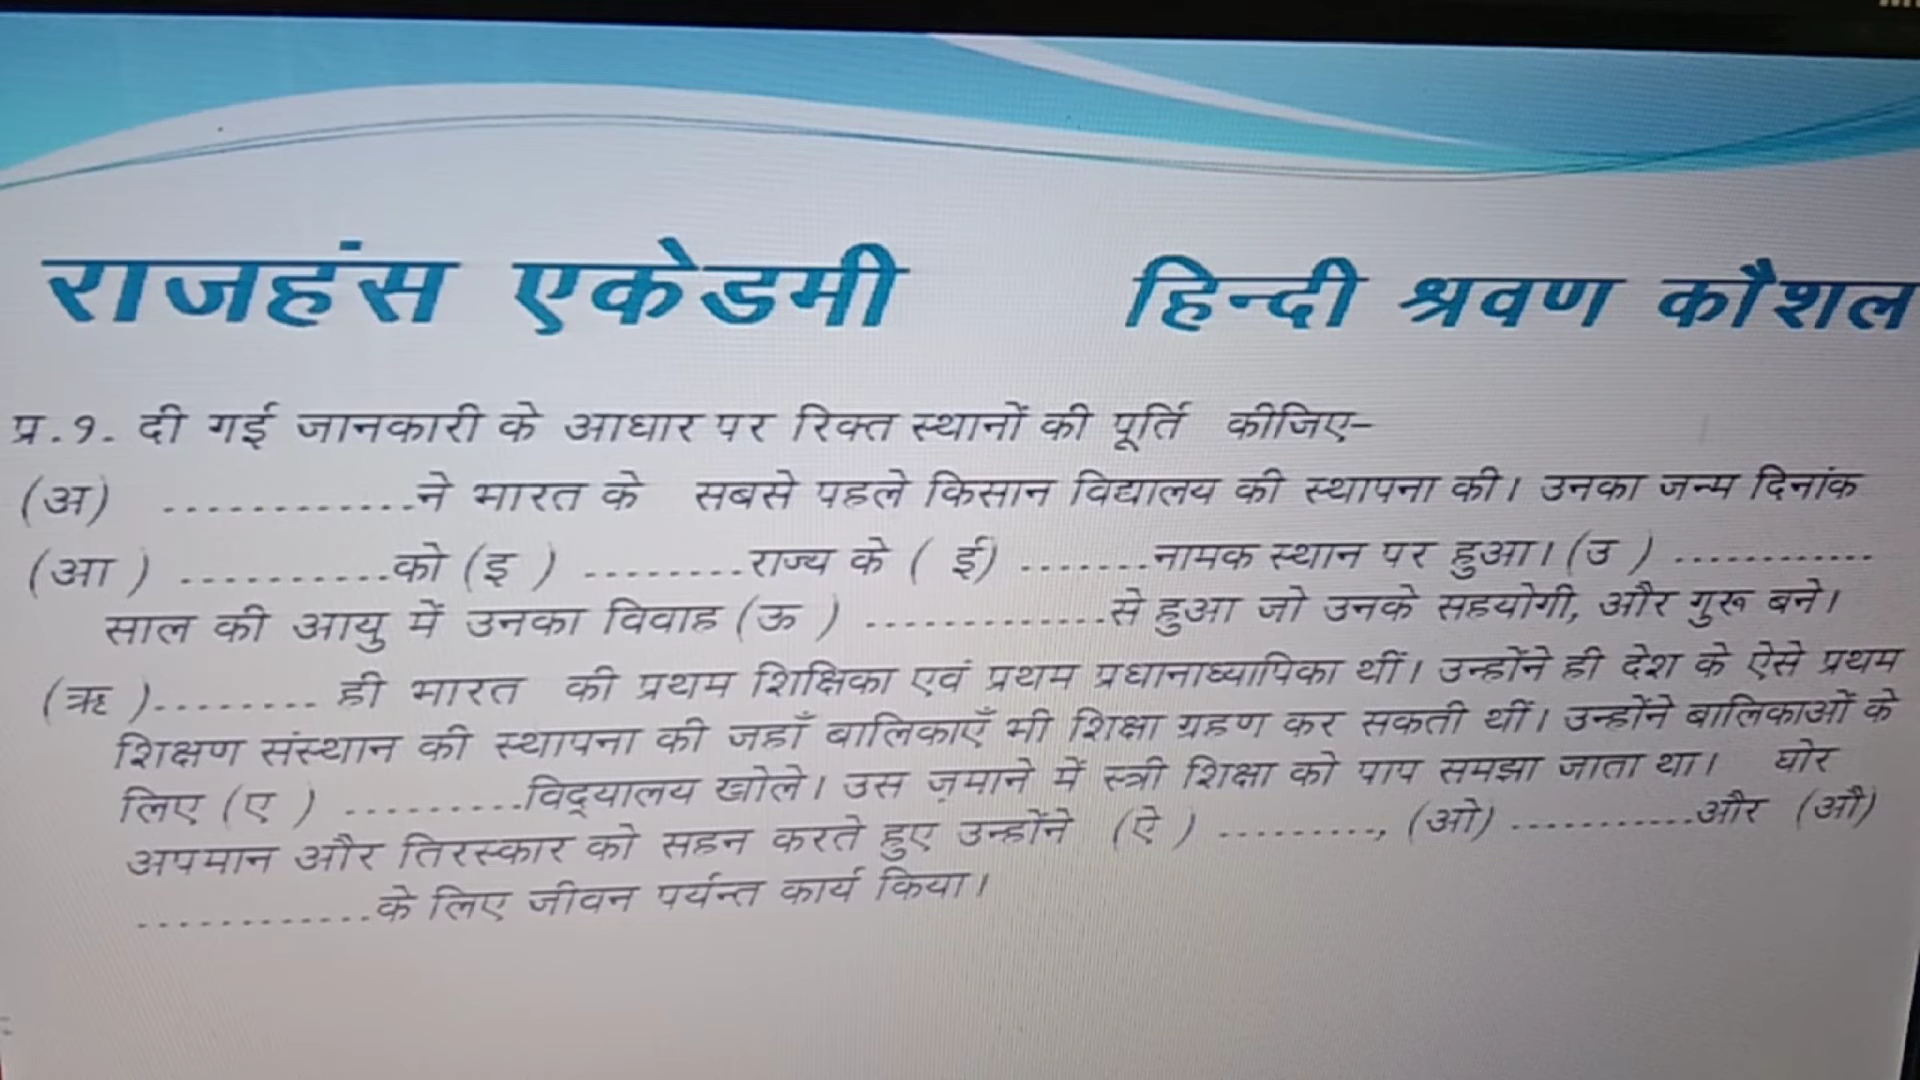 राजहंस एकेडमी हिन्दी श्रवण कौशल
प्र.१. दी गई जानकारी के आधार पर रिक्त स्थानों की पूर्ति कीजिए-
(अ) .............ने भारत के सबसे पहले किसान विद्यालय की स्थापना की। उनका जन्म दिनांक
(आ ) ...........को (इ ) ........राज्य के ( ई) .......नामक स्थान पर हुआ। (उ ) ............
साल की आयु में उनका विवाह (ऊ ) .............से हुआ जो उनके सहयोगी, और गुरू बने।
(ऋ )......... ही भारत की प्रथम शिक्षिका एवं प्रथम प्रधानाध्यापिका थीं। उन्होंने ही देश के ऐसे प्रथम
शिक्षण संस्थान की स्थापना की जहाँ बालिकाएँ भी शिक्षा ग्रहण कर सकती थीं। उन्होंने बालिकाओं के
लिए (ए ) ..........विद्‌यालय खोले। उस ज़माने में स्त्री शिक्षा को पाप समझा जाता था। घोर
अपमान और तिरस्कार को सहन करते हुए उन्होंने (ऐ ) ........., (ओ) ...........और (औ)
.............के लिए जीवन पर्यन्त कार्य किया।